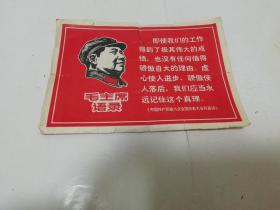 即使我们的工作
得到了极其伟大的成
绩，也没有任何值得
骄傲自大的理由。虚
心使人进步，骄傲使
人落后，我们应当永
远记住这个真理。
毛主席
语录